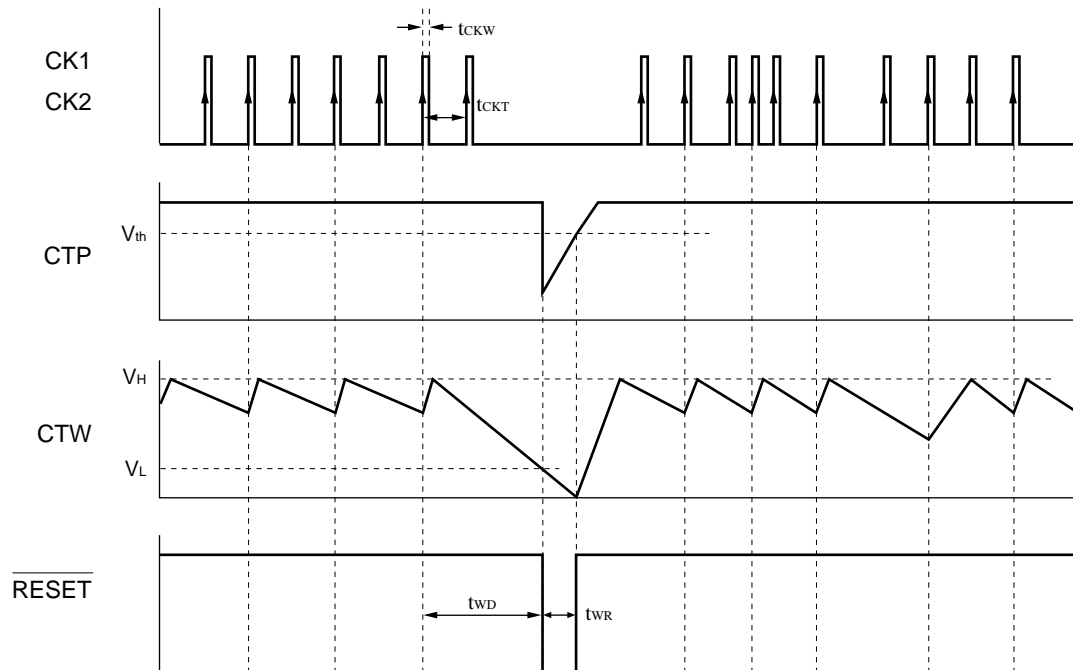 tCKW
CK1
CK2
tCKT
Vth
CTP
VH
CTW
VL
RESET
tWD
tWR